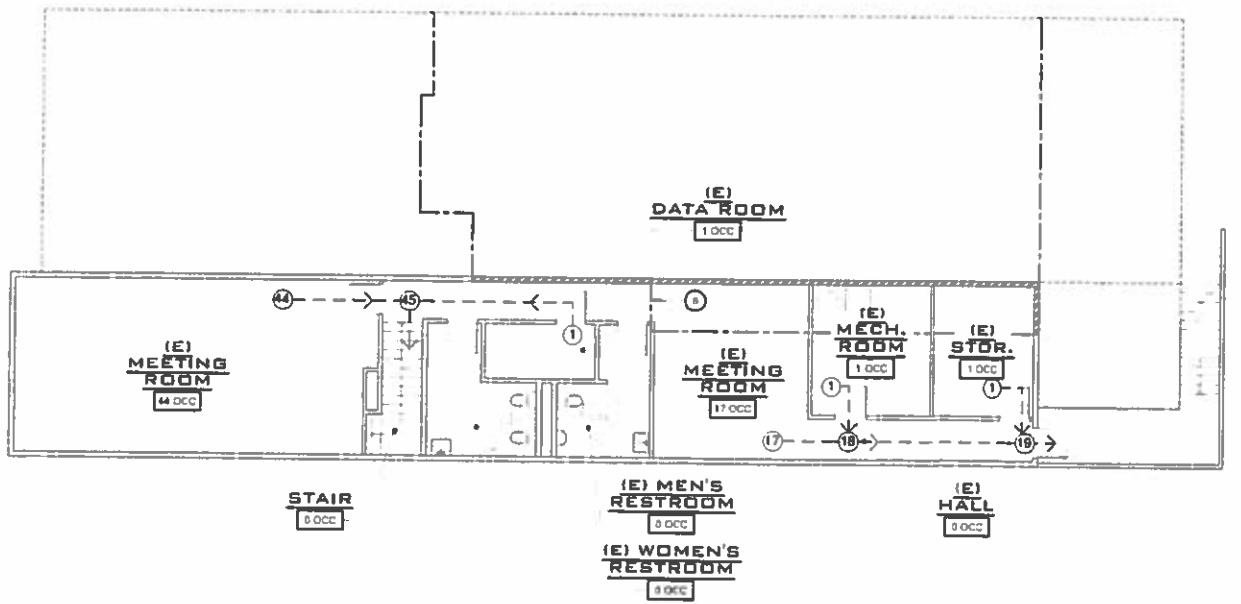 (E)
DATA ROOM
1 OCC
44
45
1
(E)
MEETING
ROOM
44 OCC
(E)
MEETING
ROOM
17 OCC
(E)
MECH.
ROOM
1 OCC
(E)
STOR.
1 OCC
1
1
17
18
19
STAIR
0 OCC
(E) MEN'S
RESTROOM
0 OCC
(E)
HALL
0 OCC
(E) WOMEN'S
RESTROOM
0 OCC